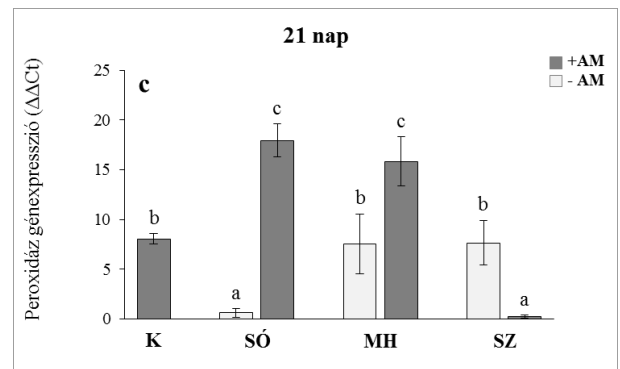 21 nap
+AM
- AM
c
Peroxidáz génexpresszió (ΔΔCt)
25
20
15
10
5
0
b
a
c
b
c
b
a
K
SÓ
MH
SZ